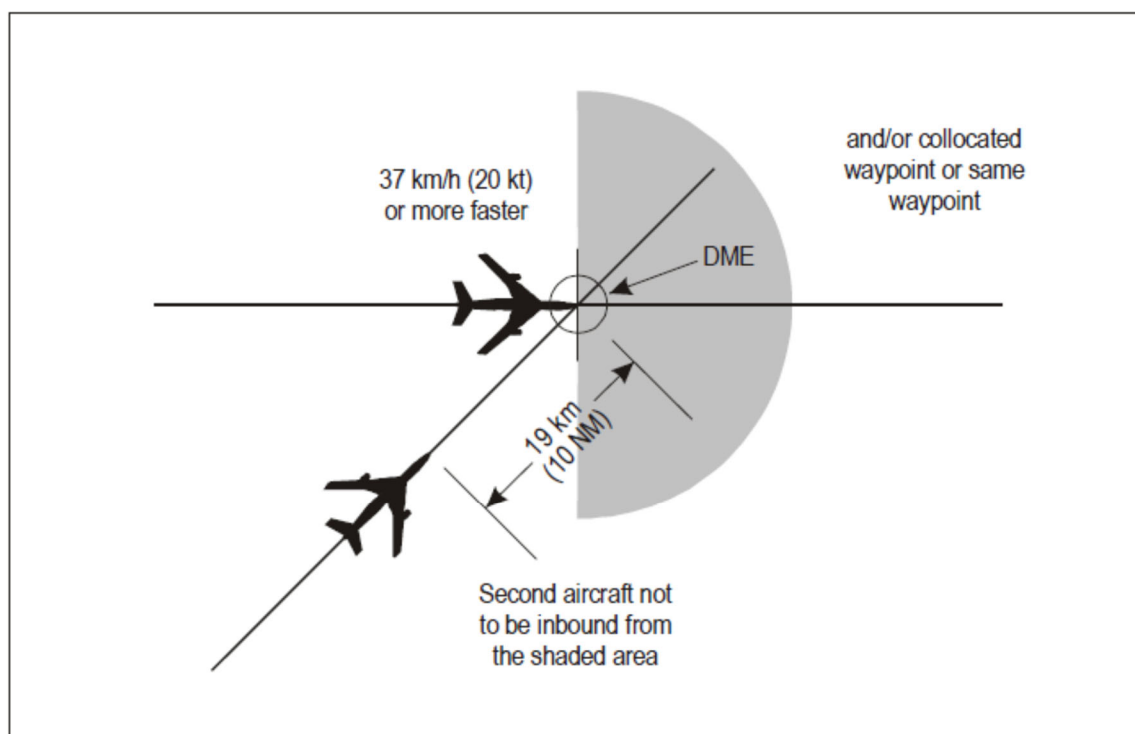 37 km/h (20 kt)
or more faster
and/or collocated
waypoint or same
waypoint
DME
19 km
(10 NM)
Second aircraft not
to be inbound from
the shaded area